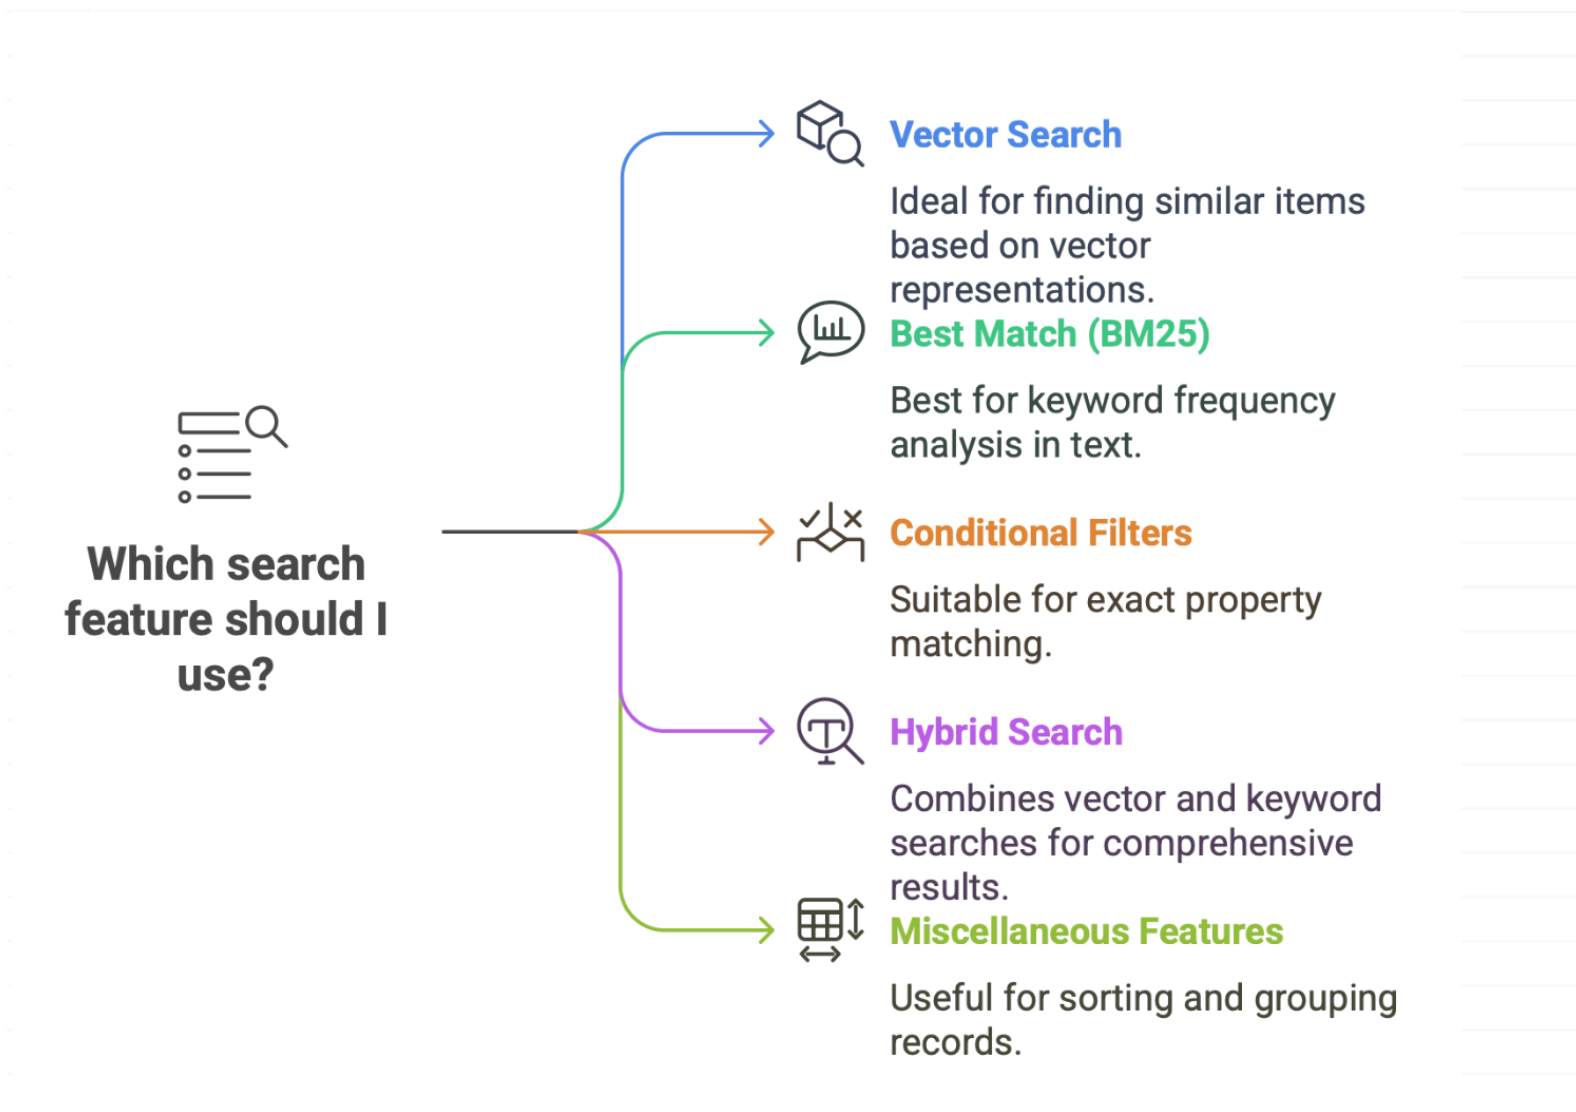 Which search
feature should I
use?
Vector Search
Ideal for finding similar items
based on vector
representations.
Best Match (BM25)
Best for keyword frequency
analysis in text.
Conditional Filters
Suitable for exact property
matching.
Hybrid Search
Combines vector and keyword
searches for comprehensive
results.
Miscellaneous Features
Useful for sorting and grouping
records.